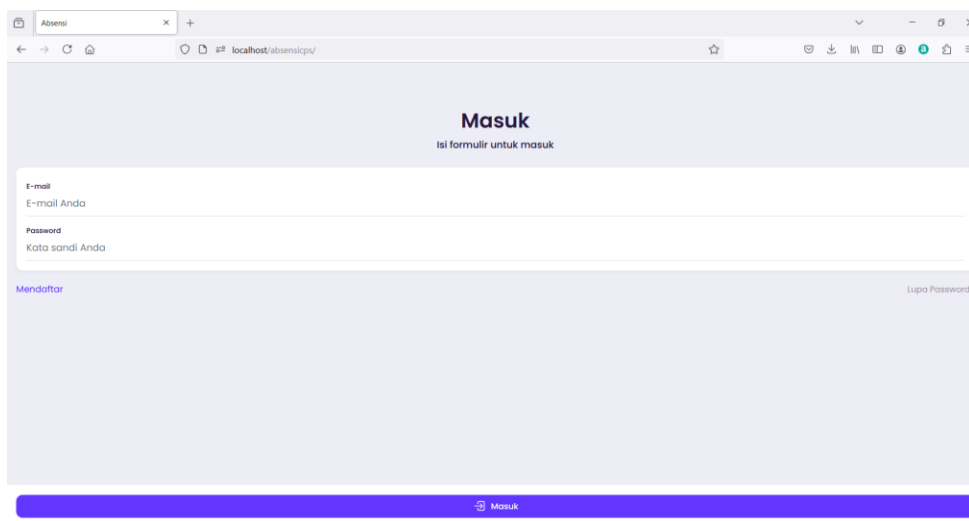 Absensi
localhost/absensicps/
Masuk
Isi formulir untuk masuk
E-mail
E-mail Anda
Password
Kata sandi Anda
Mendaftar
Lupa Password
Masuk